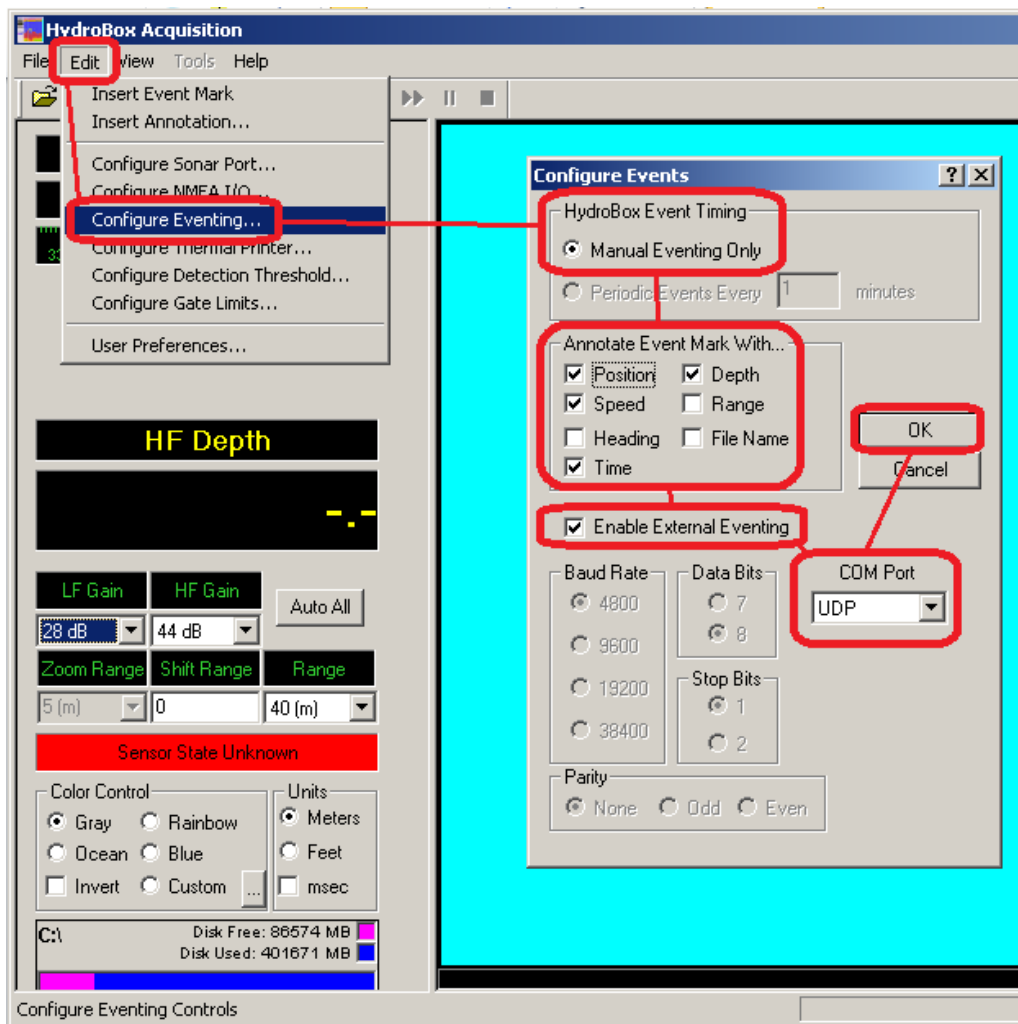 HydroBox Acquisition
File Edit View Tools Help
Insert Event Mark
Insert Annotation...
Configure Sonar Port...
Configure NMEA I/O...
Configure Eventing...
Configure Thermal Printer...
Configure Detection Threshold...
Configure Gate Limits...
User Preferences...
HF Depth
-.-
LF Gain HF Gain Auto All
28 dB 44 dB
Zoom Range Shift Range Range
5 (m) 0 40 (m)
Sensor State Unknown
Color Control Units
Gray Rainbow Meters
Ocean Blue Feet
Invert Custom ... msec
C:\ Disk Free: 86574 MB
Disk Used: 401671 MB
Configure Eventing Controls
Configure Events
HydroBox Event Timing
Manual Eventing Only
Periodic Events Every 1 minutes
Annotate Event Mark With...
Position Depth
Speed Range
Heading File Name
Time
OK
Cancel
Enable External Eventing
Baud Rate Data Bits COM Port
4800 7 UDP
9600 8
19200 Stop Bits
38400 1
2
Parity
None Odd Even